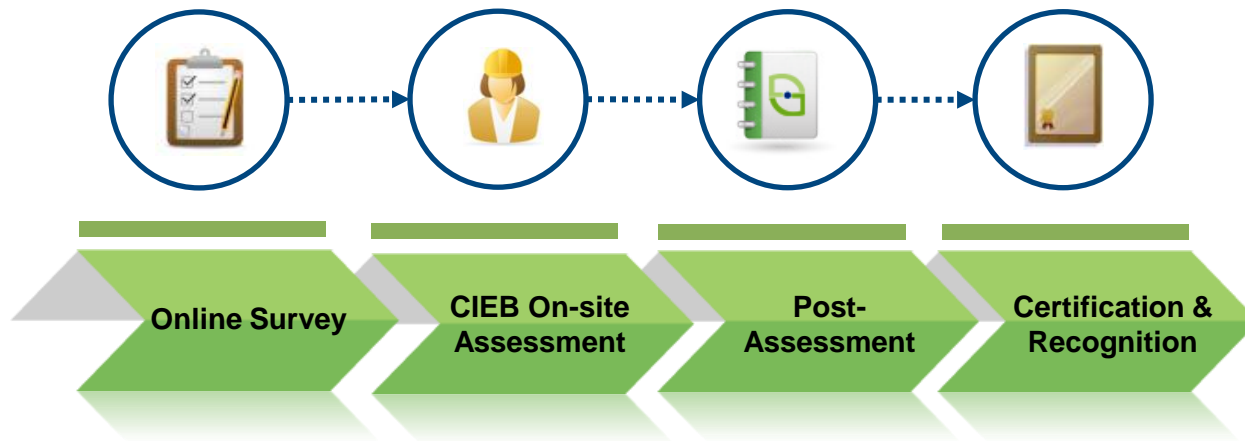 Online Survey
CIEB On-site
Assessment
Post-
Assessment
Certification &
Recognition